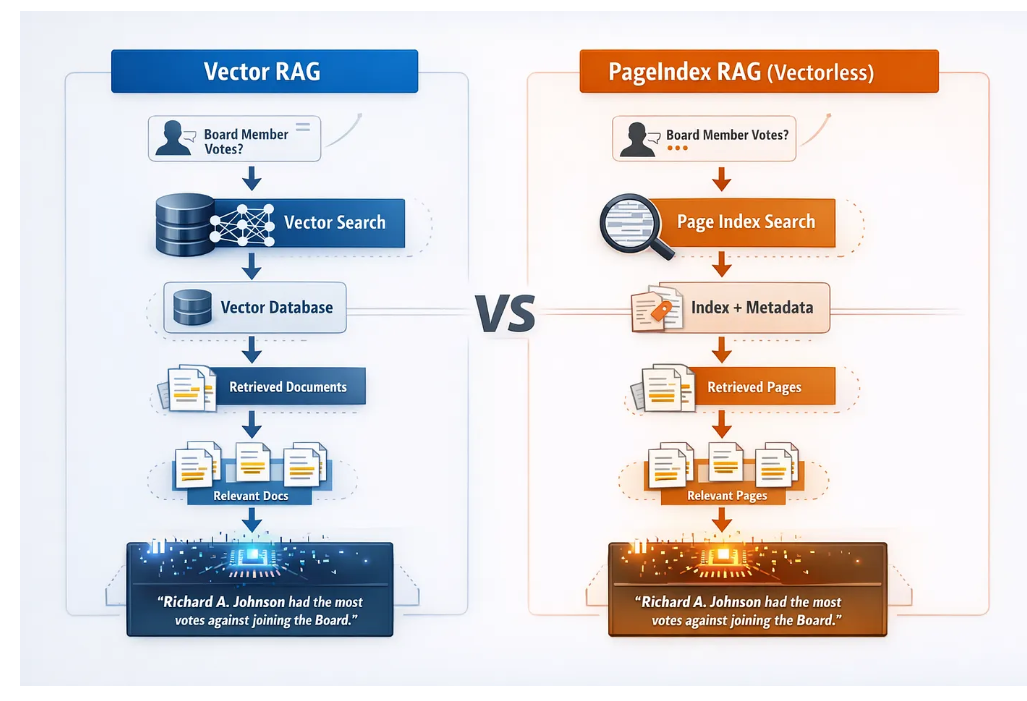 Vector RAG
Board Member
Votes?
Vector Search
Vector Database
Retrieved Documents
Relevant Docs
“Richard A. Johnson had the most
votes against joining the Board.”
VS
PageIndex RAG (Vectorless)
Board Member Votes?
Page Index Search
Index + Metadata
Retrieved Pages
Relevant Pages
“Richard A. Johnson had the most
votes against joining the Board.”